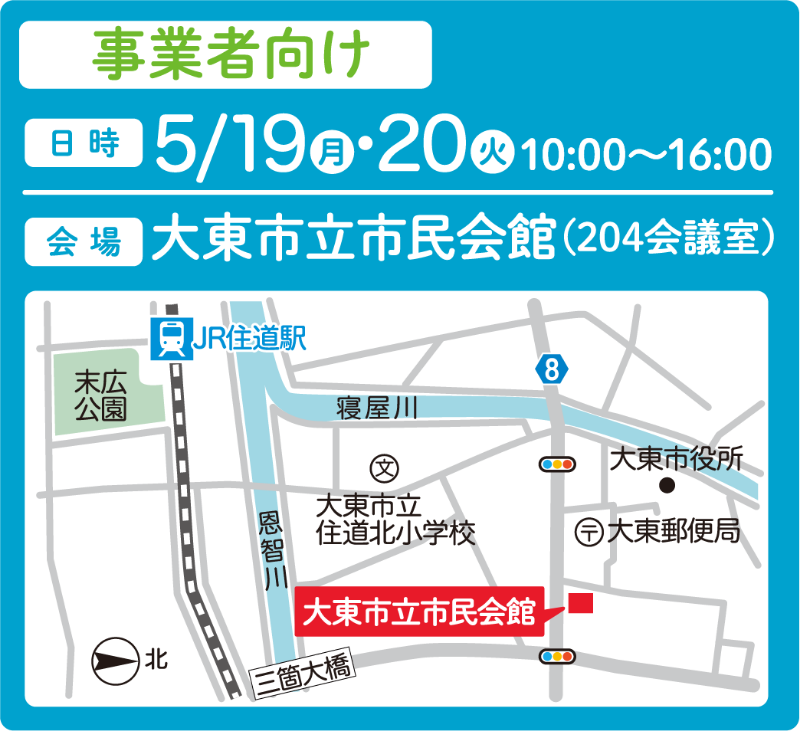 事業者向け
日時 5/19月・20火 10:00〜16:00
会場 大東市立市民会館（204会議室）
JR住道駅
末広
公園
8
寝屋川
文
大東市立
住道北小学校
大東市役所
〒大東郵便局
恩智川
大東市立市民会館
北
三箇大橋